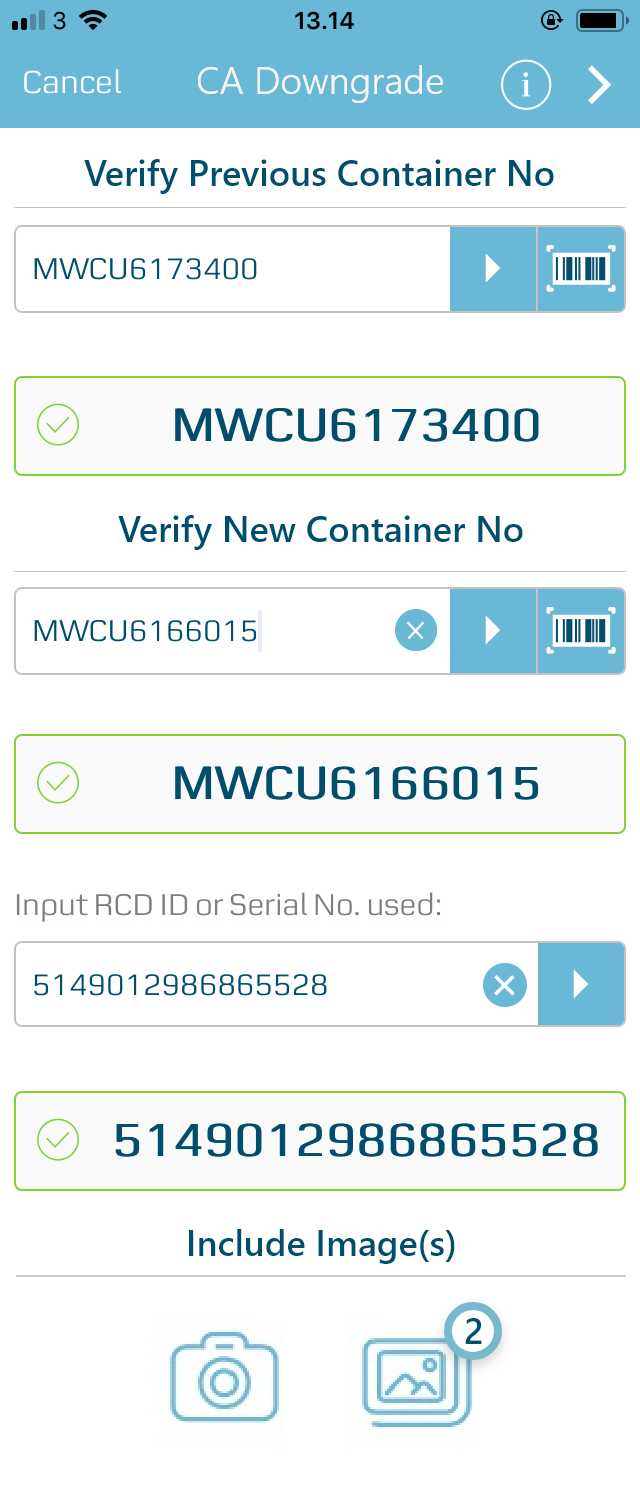 3
13.14
Cancel
CA Downgrade
i
Verify Previous Container No
MWCU6173400
MWCU6173400
Verify New Container No
MWCU6166015
MWCU6166015
Input RCD ID or Serial No. used:
5149012986865528
5149012986865528
Include Image(s)
2